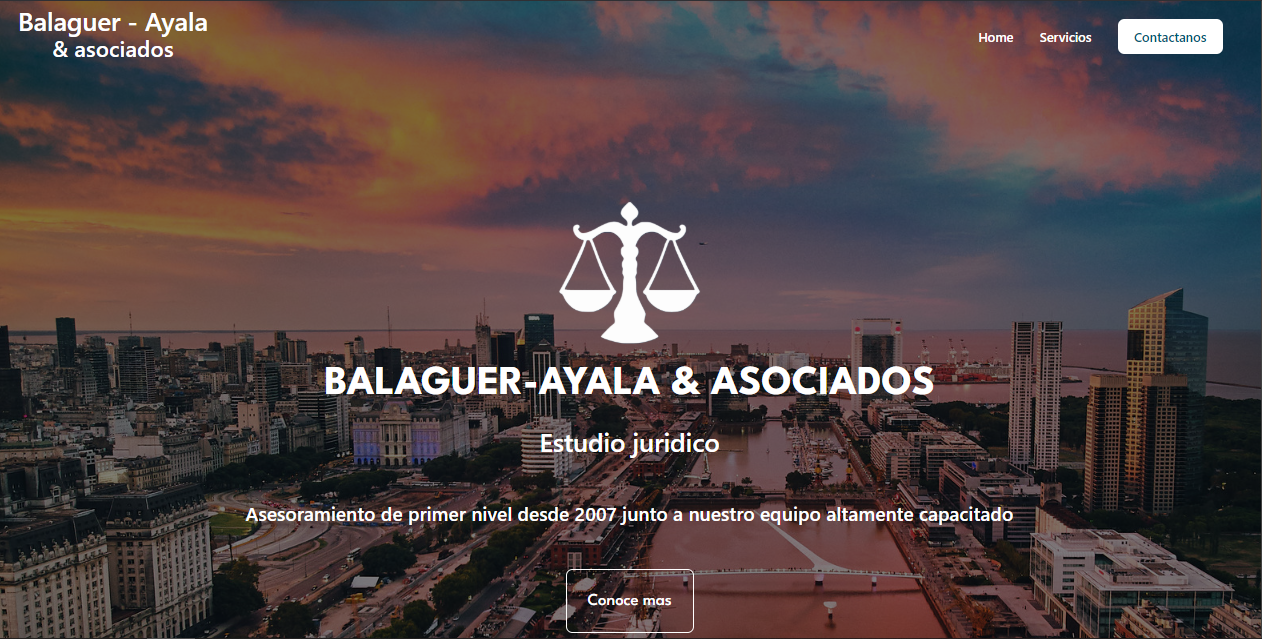 Balaguer - Ayala
& asociados
Home Servicios Contactanos
BALAGUER-AYALA & ASOCIADOS
Estudio juridico
Asesoramiento de primer nivel desde 2007 junto a nuestro equipo altamente capacitado
Conoce mas